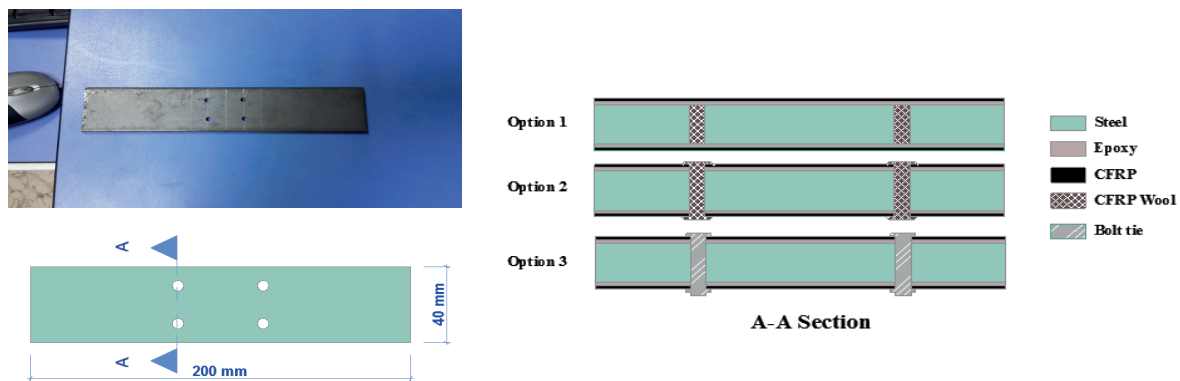 A
A
40 mm
200 mm
Option 1
Option 2
Option 3
A-A Section
Steel
Epoxy
CFRP
CFRP Wool
Bolt tie